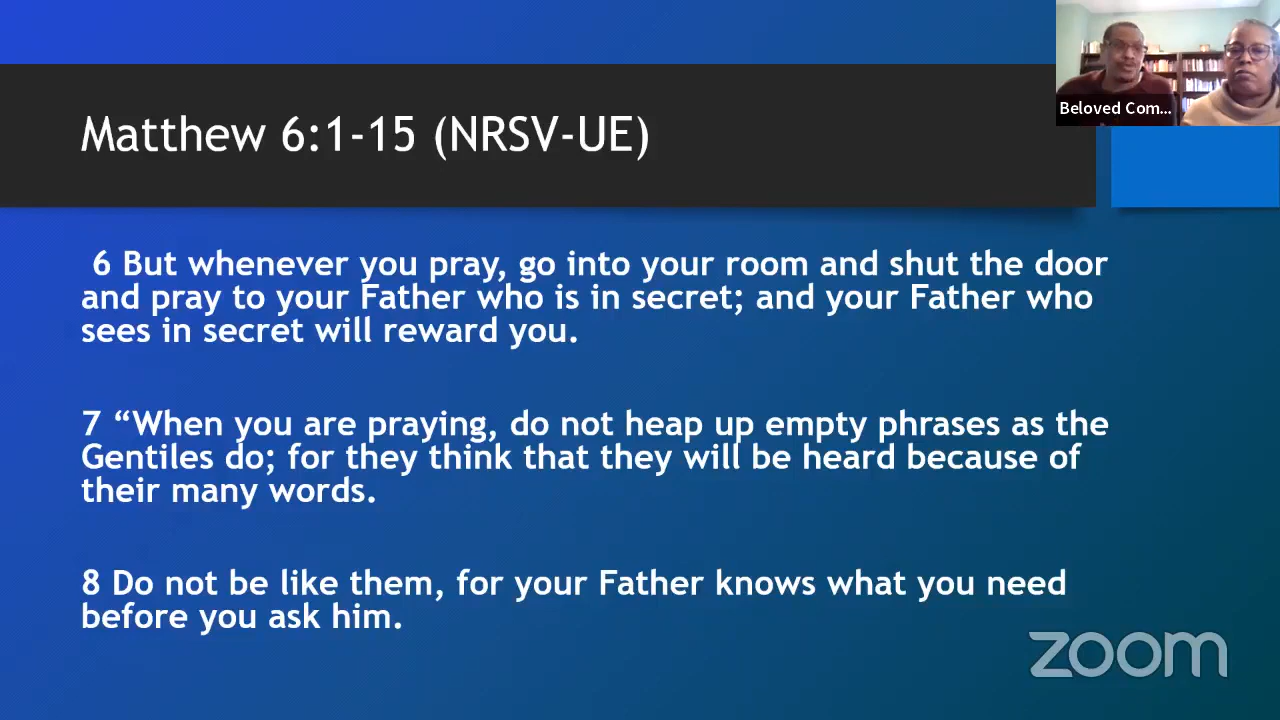 Beloved Com...
Matthew 6:1-15 (NRSV-UE)
6 But whenever you pray, go into your room and shut the door
and pray to your Father who is in secret; and your Father who
sees in secret will reward you.
7 “When you are praying, do not heap up empty phrases as the
Gentiles do; for they think that they will be heard because of
their many words.
8 Do not be like them, for your Father knows what you need
before you ask him.
zoom